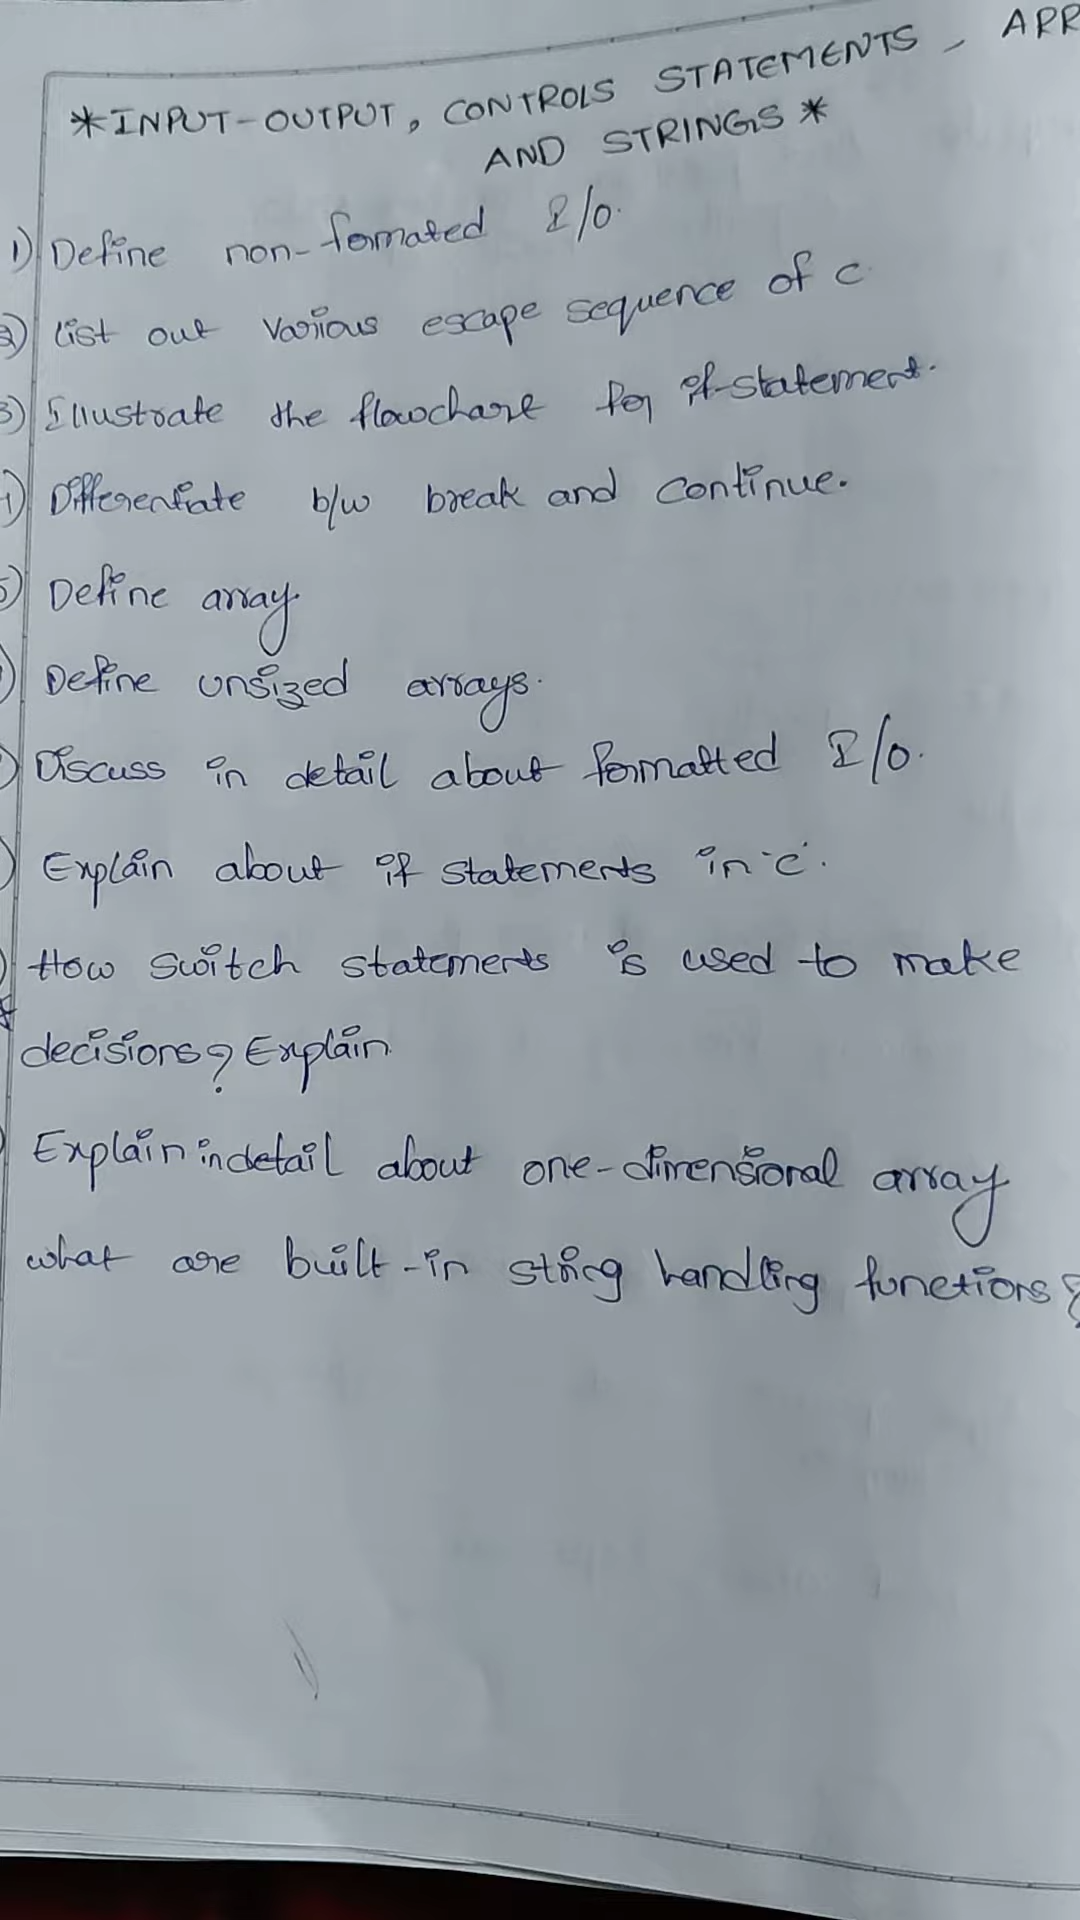 *INPUT-OUTPUT, CONTROLS STATEMENTS, ARR
AND STRINGS *
1) Define non-formated I/O.
2) list out various escape sequence of c.
3) Illustrate the flowchart for if-statement.
4) Differentiate b/w break and continue.
5) Define array
) Define unsized arrays.
) Discuss in detail about formatted I/O.
) Explain about if statements in 'c'.
) How switch statements is used to make
decisions? Explain.
) Explain in detail about one-dimensional array
what are built-in string handling functions?